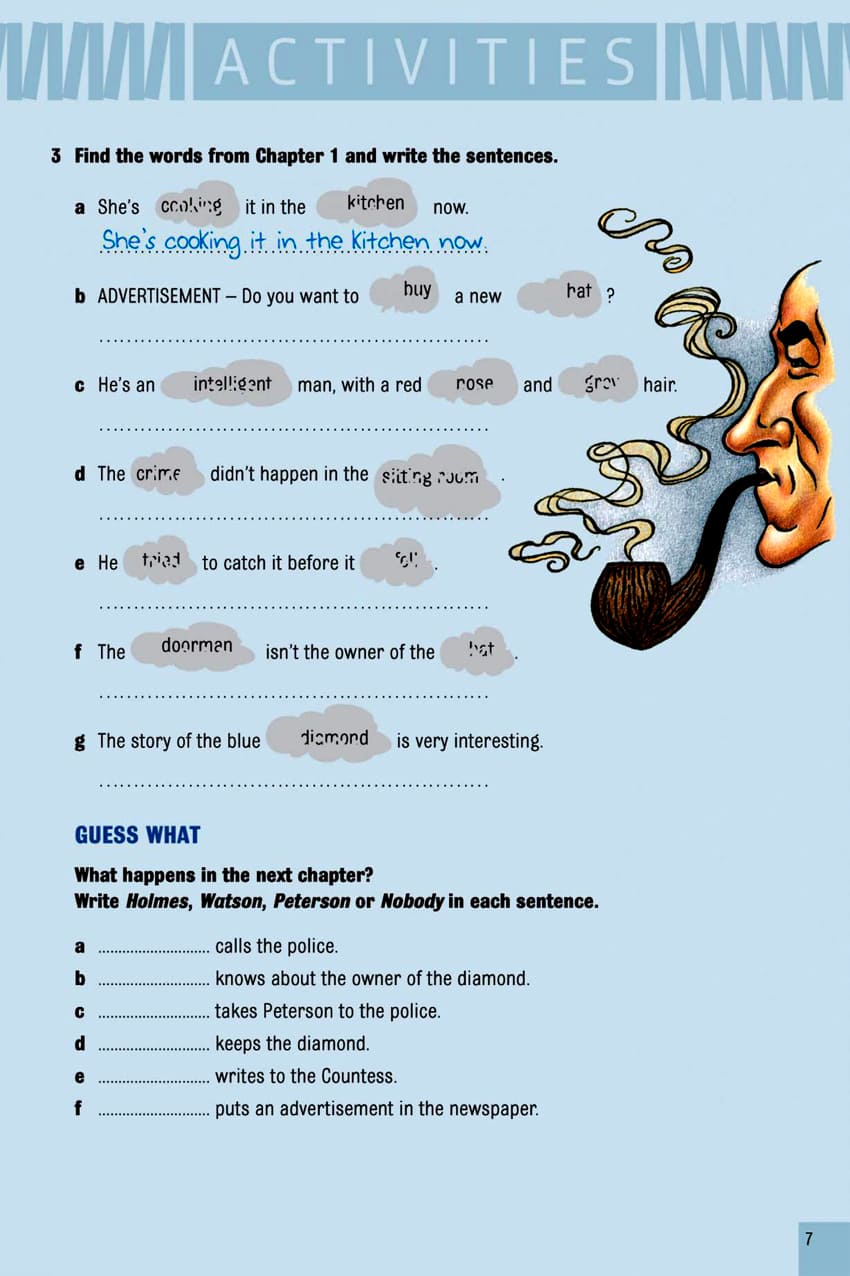 ACTIVITIES
3 Find the words from Chapter 1 and write the sentences.
a She's cooking it in the kitchen now.
She's cooking it in the kitchen now.
b ADVERTISEMENT – Do you want to buy a new hat ?
c He's an intelligent man, with a red nose and grey hair.
d The crime didn't happen in the sitting room .
e He tried to catch it before it fell .
f The doorman isn't the owner of the hat .
g The story of the blue diamond is very interesting.
GUESS WHAT
What happens in the next chapter?
Write Holmes, Watson, Peterson or Nobody in each sentence.
a ............................ calls the police.
b ............................ knows about the owner of the diamond.
c ............................ takes Peterson to the police.
d ............................ keeps the diamond.
e ............................ writes to the Countess.
f ............................ puts an advertisement in the newspaper.
7